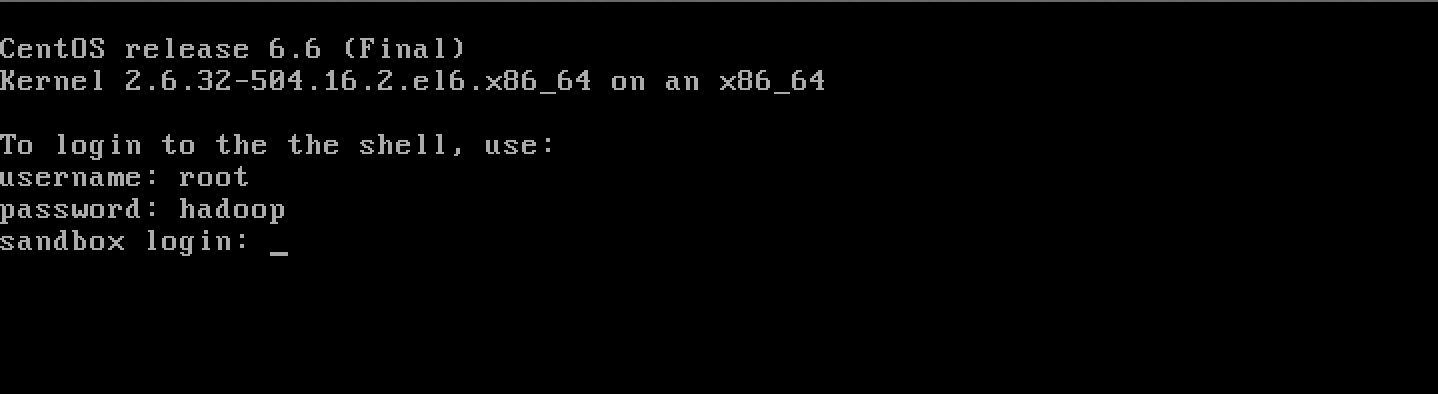 CentOS release 6.6 (Final)
Kernel 2.6.32-504.16.2.el6.x86_64 on an x86_64
To login to the the shell, use:
username: root
password: hadoop
sandbox login: _